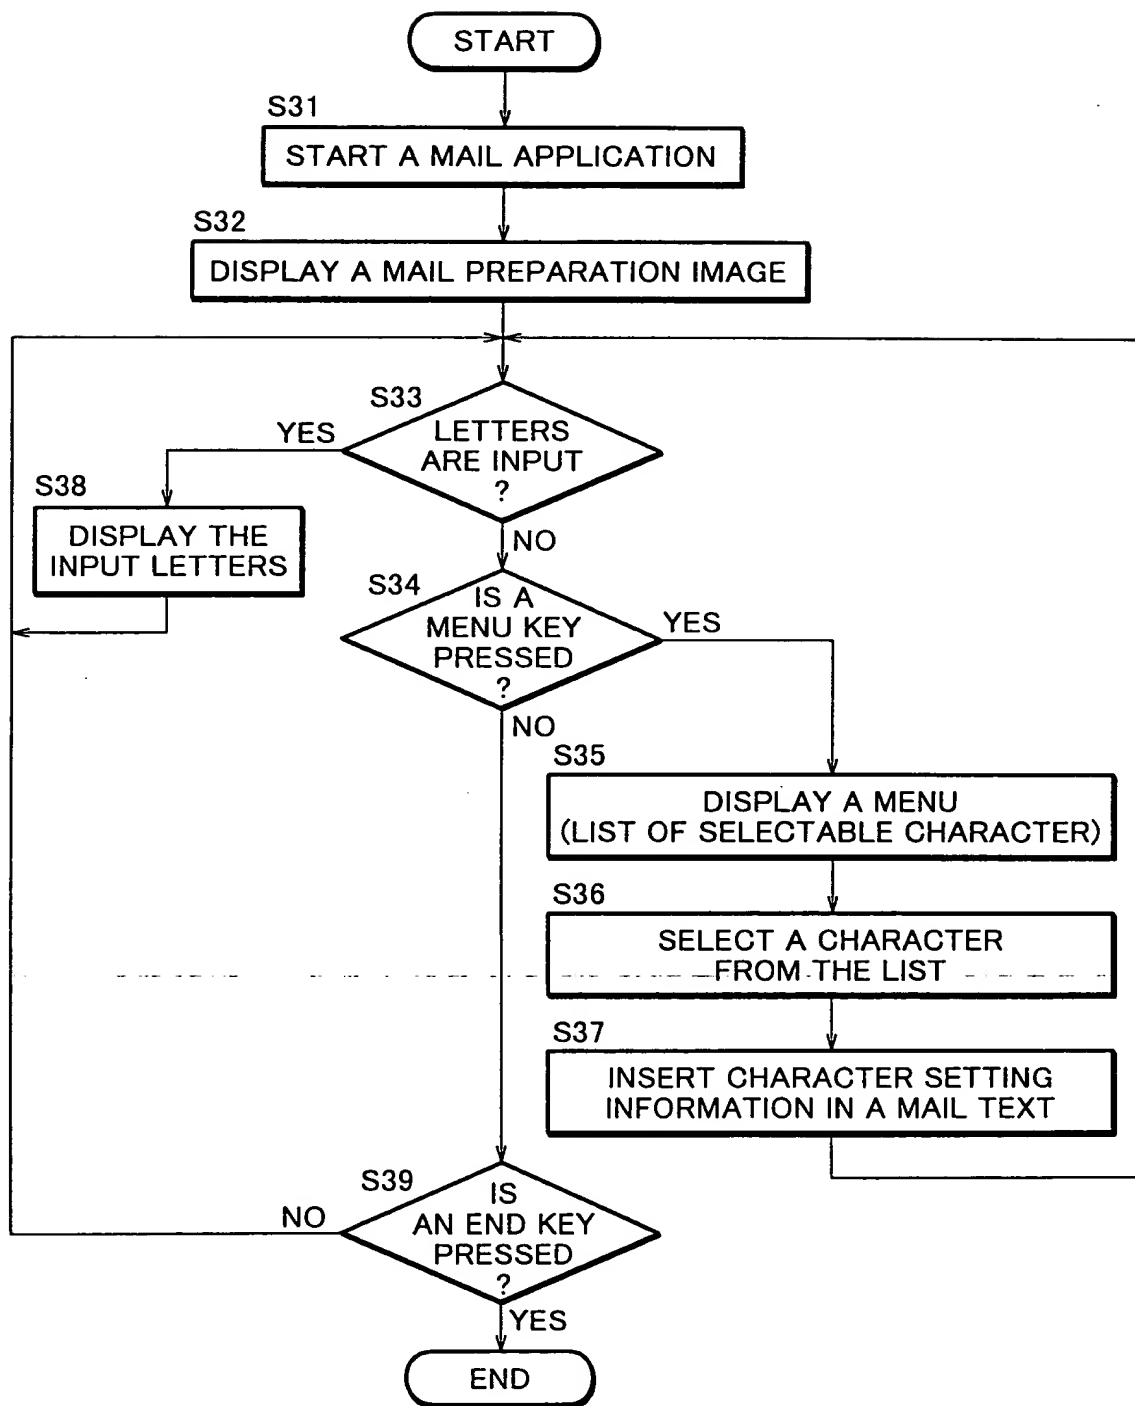 START
S31
START A MAIL APPLICATION
S32
DISPLAY A MAIL PREPARATION IMAGE
S33
YES
LETTERS
ARE INPUT
?
S38
DISPLAY THE
INPUT LETTERS
NO
S34
IS A
MENU KEY
PRESSED
?
YES
NO
S35
DISPLAY A MENU
(LIST OF SELECTABLE CHARACTER)
S36
SELECT A CHARACTER
FROM THE LIST
S37
INSERT CHARACTER SETTING
INFORMATION IN A MAIL TEXT
S39
NO
IS
AN END KEY
PRESSED
?
YES
END